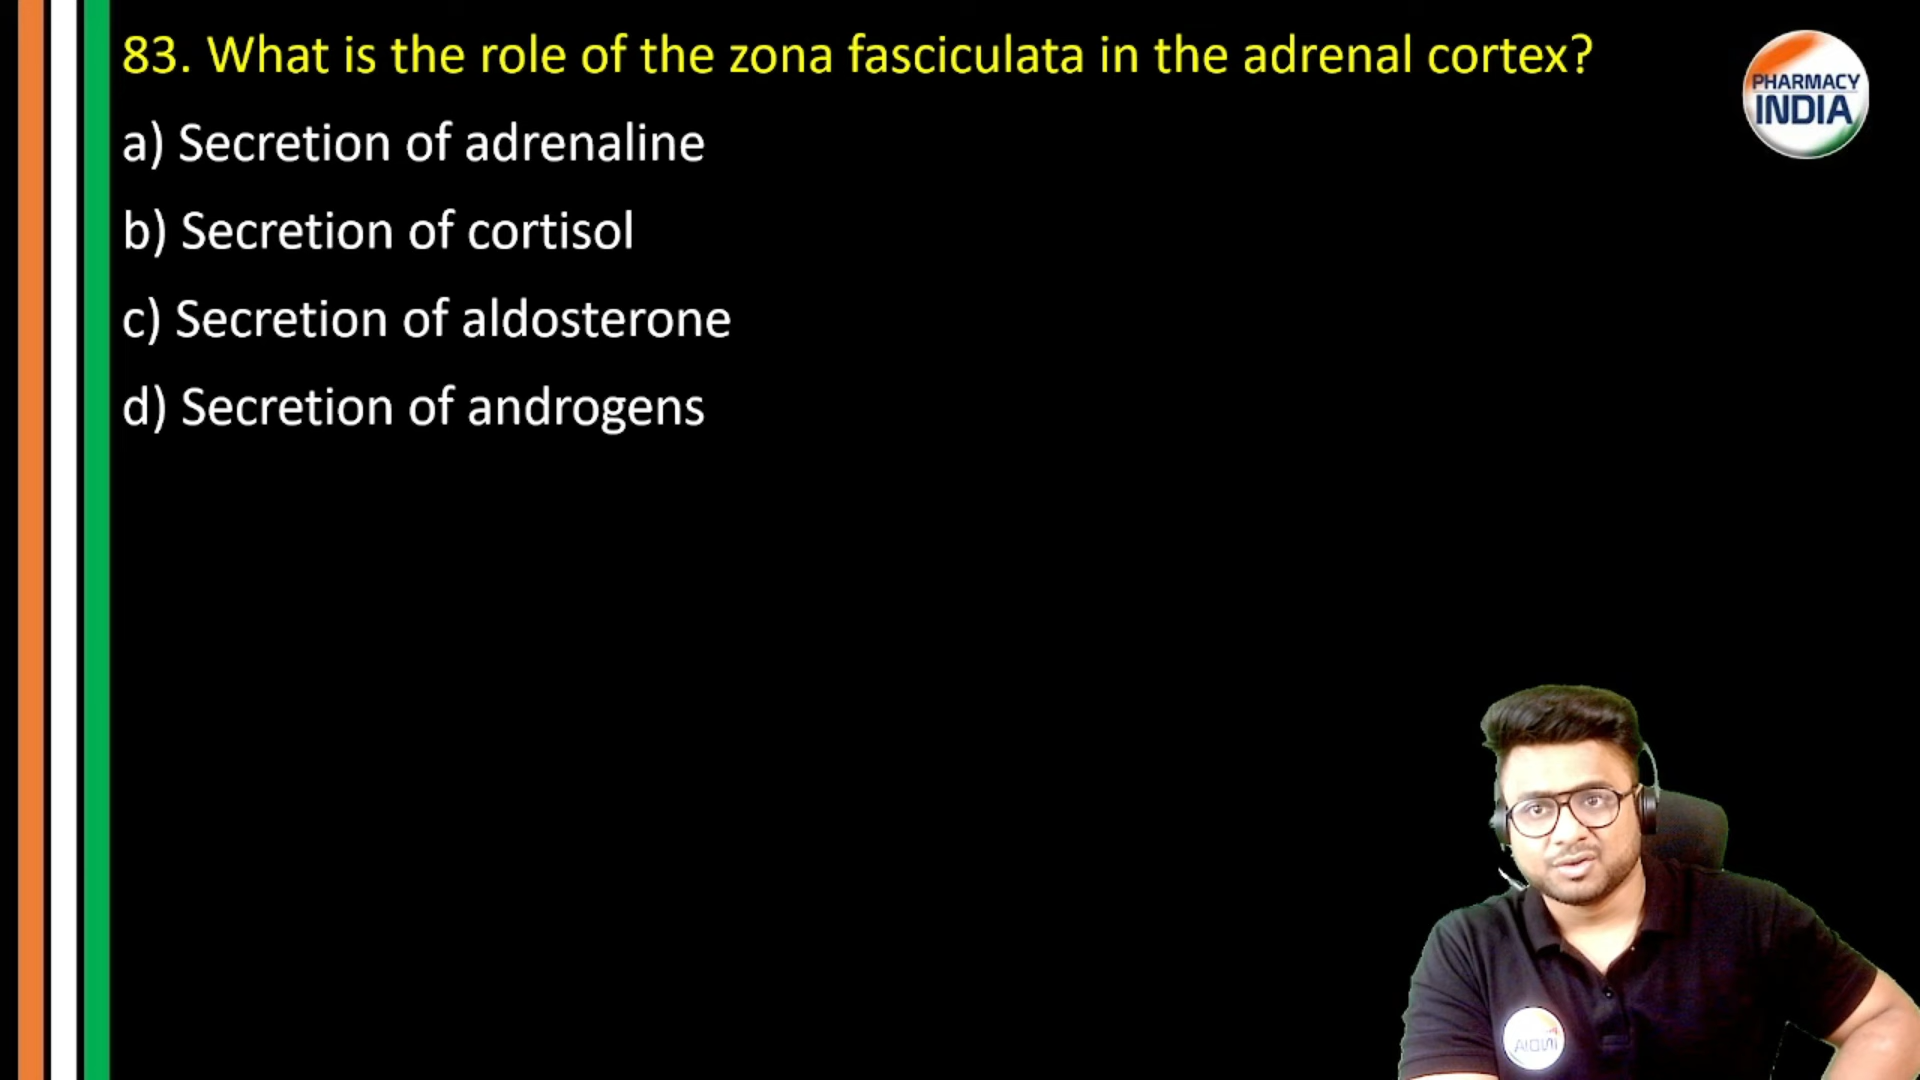 83. What is the role of the zona fasciculata in the adrenal cortex?
PHARMACY
INDIA
a) Secretion of adrenaline
b) Secretion of cortisol
c) Secretion of aldosterone
d) Secretion of androgens